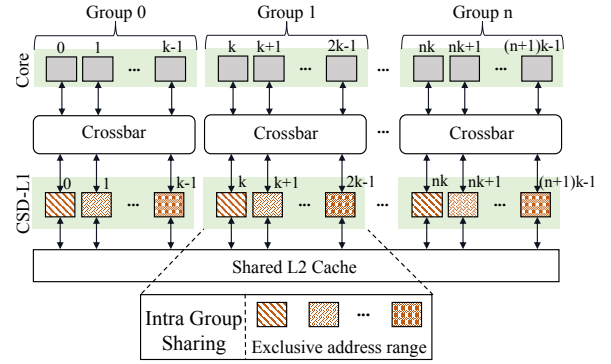 Group 0 Group 1 Group n
0 1 k-1 k k+1 2k-1 nk nk+1 (n+1)k-1
Core ... ... ... ...
Crossbar Crossbar ... Crossbar
0 1 k-1 k k+1 2k-1 nk nk+1 (n+1)k-1
CSD-L1 ... ... ... ...
Shared L2 Cache
Intra Group
Sharing
...
Exclusive address range